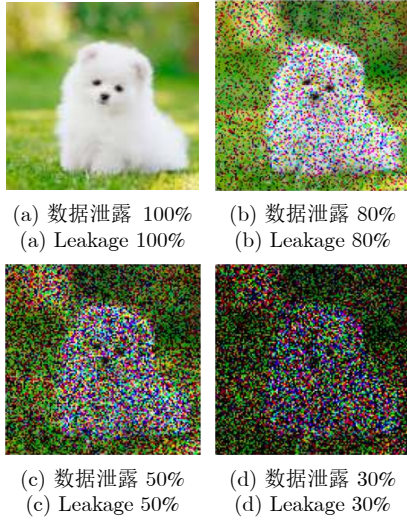 (a) 数据泄露 100%
(a) Leakage 100%
(b) 数据泄露 80%
(b) Leakage 80%
(c) 数据泄露 50%
(c) Leakage 50%
(d) 数据泄露 30%
(d) Leakage 30%